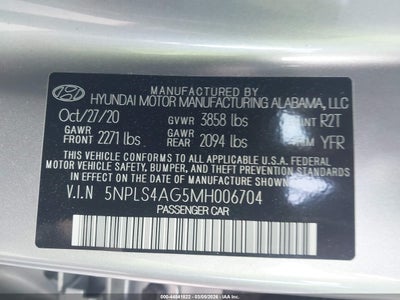 MANUFACTURED BY
HYUNDAI MOTOR MANUFACTURING ALABAMA, LLC
Oct/27/20 GVWR 3858 lbs R2T
GAWR GAWR
FRONT 2271 lbs REAR 2094 lbs YFR
THIS VEHICLE CONFORMS TO ALL APPLICABLE U.S. FEDERAL
MOTOR VEHICLE SAFETY, BUMPER, AND THEFT PREVENTION STANDARDS
IN EFFECT ON THE DATE OF MANUFACTURE SHOWN ABOVE.
V.I.N 5NPLS4AG5MH006704
PASSENGER CAR